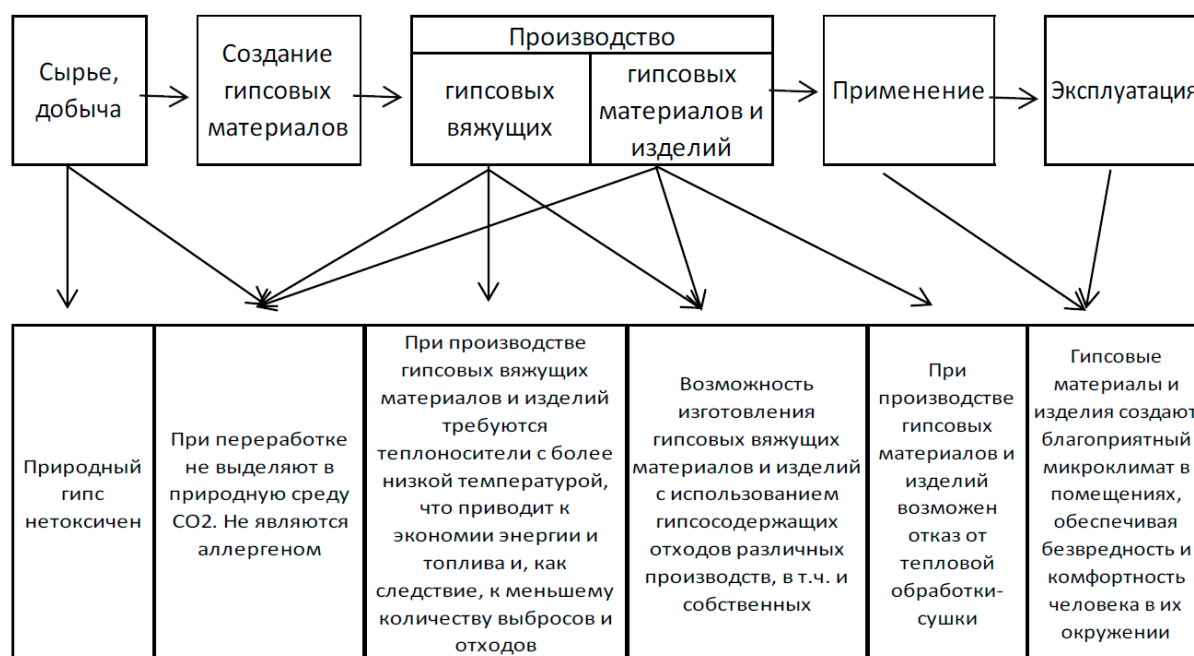 Сырье,
добыча
Создание
гипсовых
материалов
Производство
гипсовых
вяжущих
гипсовых
материалов и
изделий
Применение
Эксплуатация
Природный
гипс
нетоксичен
При переработке
не выделяют в
природную среду
СО2. Не являются
аллергеном
При производстве
гипсовых вяжущих
материалов и изделий
требуются
теплоносители с более
низкой температурой,
что приводит к
экономии энергии и
топлива и, как
следствие, к меньшему
количеству выбросов и
отходов
Возможность
изготовления
гипсовых вяжущих
материалов и изделий
с использованием
гипсосодержащих
отходов различных
производств, в т.ч. и
собственных
При
производстве
гипсовых
материалов и
изделий
возможен
отказ от
тепловой
обработки-
сушки
Гипсовые
материалы и
изделия создают
благоприятный
микроклимат в
помещениях,
обеспечивая
безвредность и
комфортность
человека в их
окружении